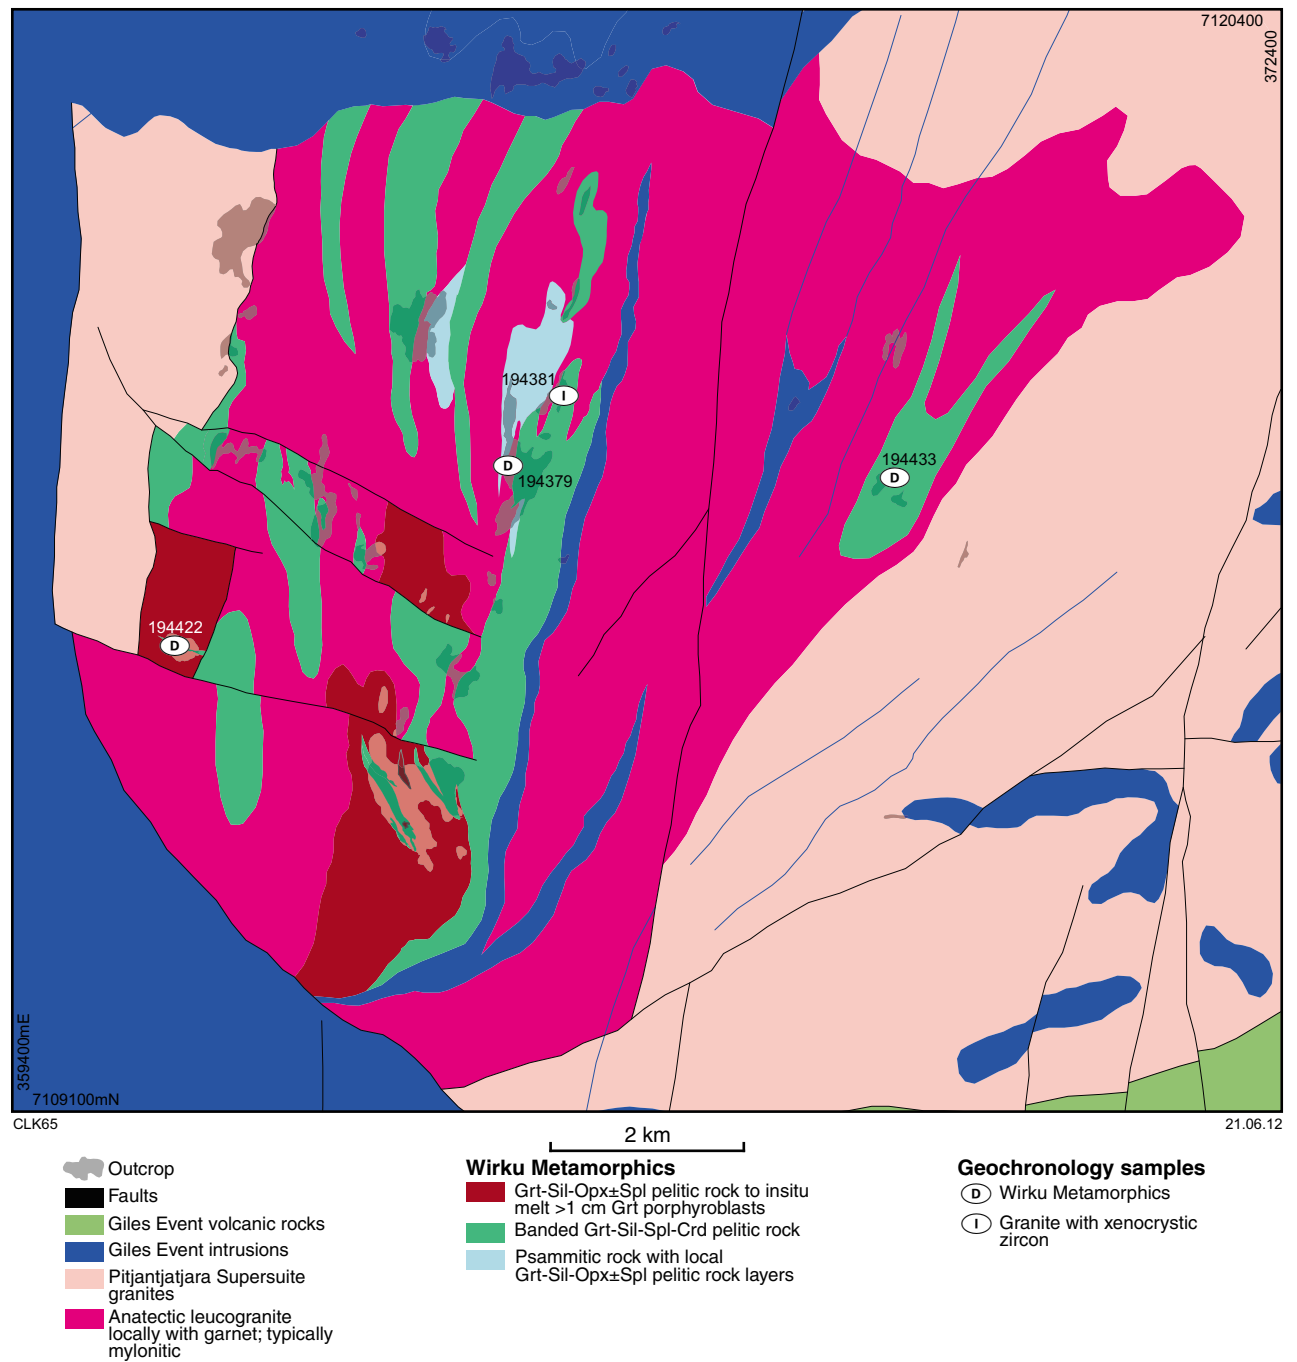 7120400
372400
194381
194433
194379
194422
359400mE
7109100mN
CLK65
21.06.12
2 km
Outcrop
Faults
Giles Event volcanic rocks
Giles Event intrusions
Pitjantjatjara Supersuite
granites
Anatectic leucogranite
locally with garnet; typically
mylonitic
Wirku Metamorphics
Grt-Sil-Opx±Spl pelitic rock to insitu
melt >1 cm Grt porphyroblasts
Banded Grt-Sil-Spl-Crd pelitic rock
Psammitic rock with local
Grt-Sil-Opx±Spl pelitic rock layers
Geochronology samples
D Wirku Metamorphics
I Granite with xenocrystic
zircon
I
D
D
D